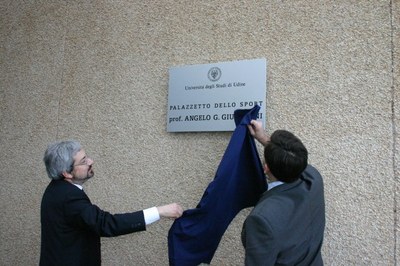 Università degli Studi di Udine
PALAZZETTO DELLO SPORT
prof. ANGELO G.